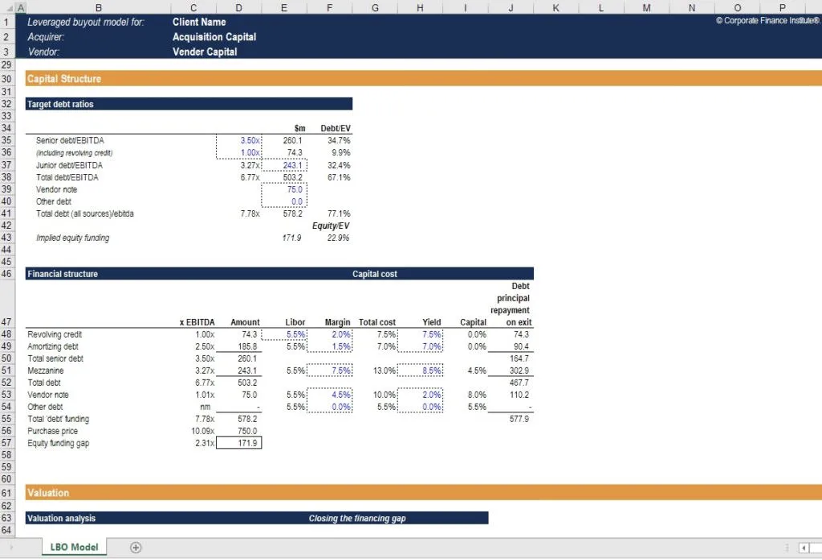 A B C D E F G H I J K L M N O P
1 Leveraged buyout model for: Client Name © Corporate Finance Institute®.
2 Acquirer: Acquisition Capital
3 Vendor: Vender Capital
29
30 Capital Structure
31
32 Target debt ratios
33
34 $m Debt/EV
35 Senior debt/EBITDA 3.50x 260.1 34.7%
36 (including revolving credit) 1.00x 74.3 9.9%
37 Junior debt/EBITDA 3.27x 243.1 32.4%
38 Total debt/EBITDA 6.77x 503.2 67.1%
39 Vendor note 75.0
40 Other debt 0.0
41 Total debt (all sources)/ebitda 7.78x 578.2 77.1%
42 Equity/EV
43 Implied equity funding 171.9 22.9%
44
45
46 Financial structure Capital cost
Debt
principal
repayment
47 x EBITDA Amount Libor Margin Total cost Yield Capital on exit
48 Revolving credit 1.00x 74.3 5.5% 2.0% 7.5% 7.5% 0.0% 74.3
49 Amortizing debt 2.50x 185.8 5.5% 1.5% 7.0% 7.0% 0.0% 90.4
50 Total senior debt 3.50x 260.1 164.7
51 Mezzanine 3.27x 243.1 5.5% 7.5% 13.0% 8.5% 4.5% 302.9
52 Total debt 6.77x 503.2 467.7
53 Vendor note 1.01x 75.0 5.5% 4.5% 10.0% 2.0% 8.0% 110.2
54 Other debt nm - 5.5% 0.0% 5.5% 0.0% 5.5% -
55 Total 'debt' funding 7.78x 578.2 577.9
56 Purchase price 10.09x 750.0
57 Equity funding gap 2.31x 171.9
58
59
60
61 Valuation
62
63 Valuation analysis Closing the financing gap
64
LBO Model